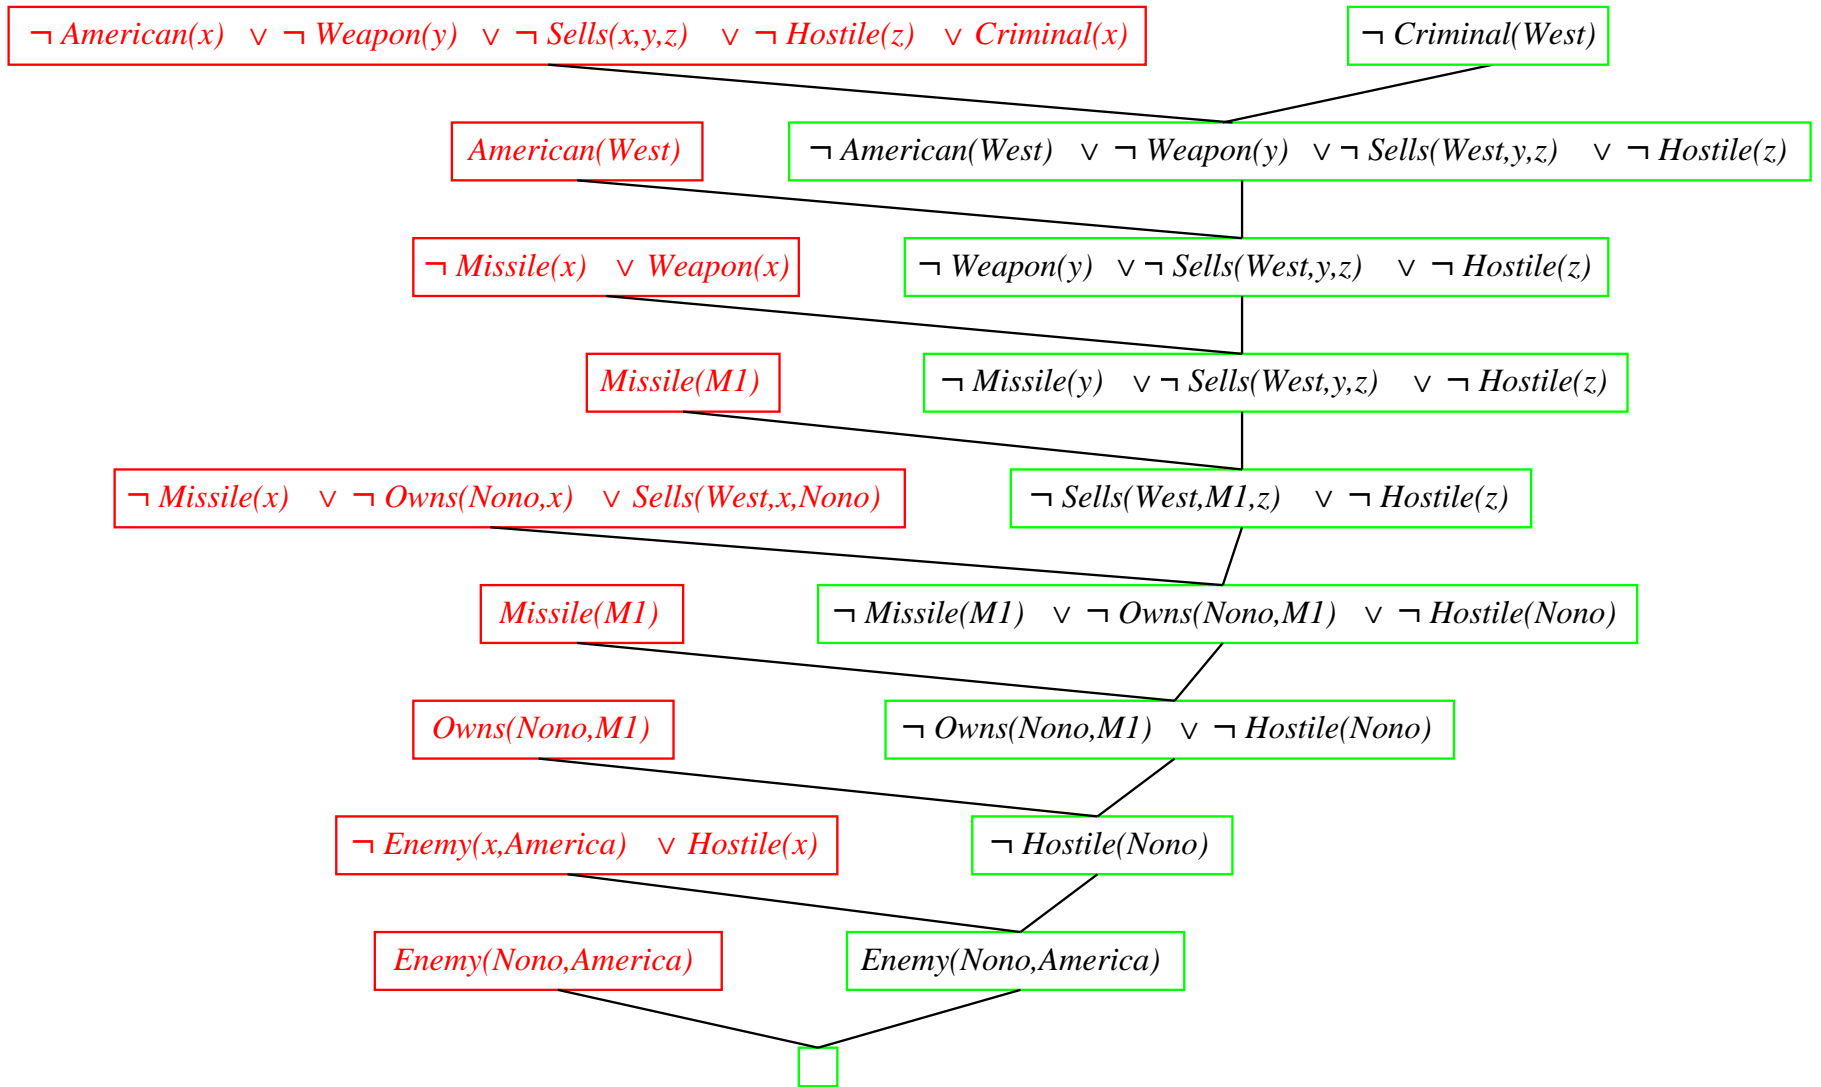 ¬ American(x) ∨ ¬ Weapon(y) ∨ ¬ Sells(x,y,z) ∨ ¬ Hostile(z) ∨ Criminal(x)
¬ Criminal(West)
American(West)
¬ American(West) ∨ ¬ Weapon(y) ∨ ¬ Sells(West,y,z) ∨ ¬ Hostile(z)
¬ Missile(x) ∨ Weapon(x)
¬ Weapon(y) ∨ ¬ Sells(West,y,z) ∨ ¬ Hostile(z)
Missile(M1)
¬ Missile(y) ∨ ¬ Sells(West,y,z) ∨ ¬ Hostile(z)
¬ Missile(x) ∨ ¬ Owns(Nono,x) ∨ Sells(West,x,Nono)
¬ Sells(West,M1,z) ∨ ¬ Hostile(z)
Missile(M1)
¬ Missile(M1) ∨ ¬ Owns(Nono,M1) ∨ ¬ Hostile(Nono)
Owns(Nono,M1)
¬ Owns(Nono,M1) ∨ ¬ Hostile(Nono)
¬ Enemy(x,America) ∨ Hostile(x)
¬ Hostile(Nono)
Enemy(Nono,America)
Enemy(Nono,America)